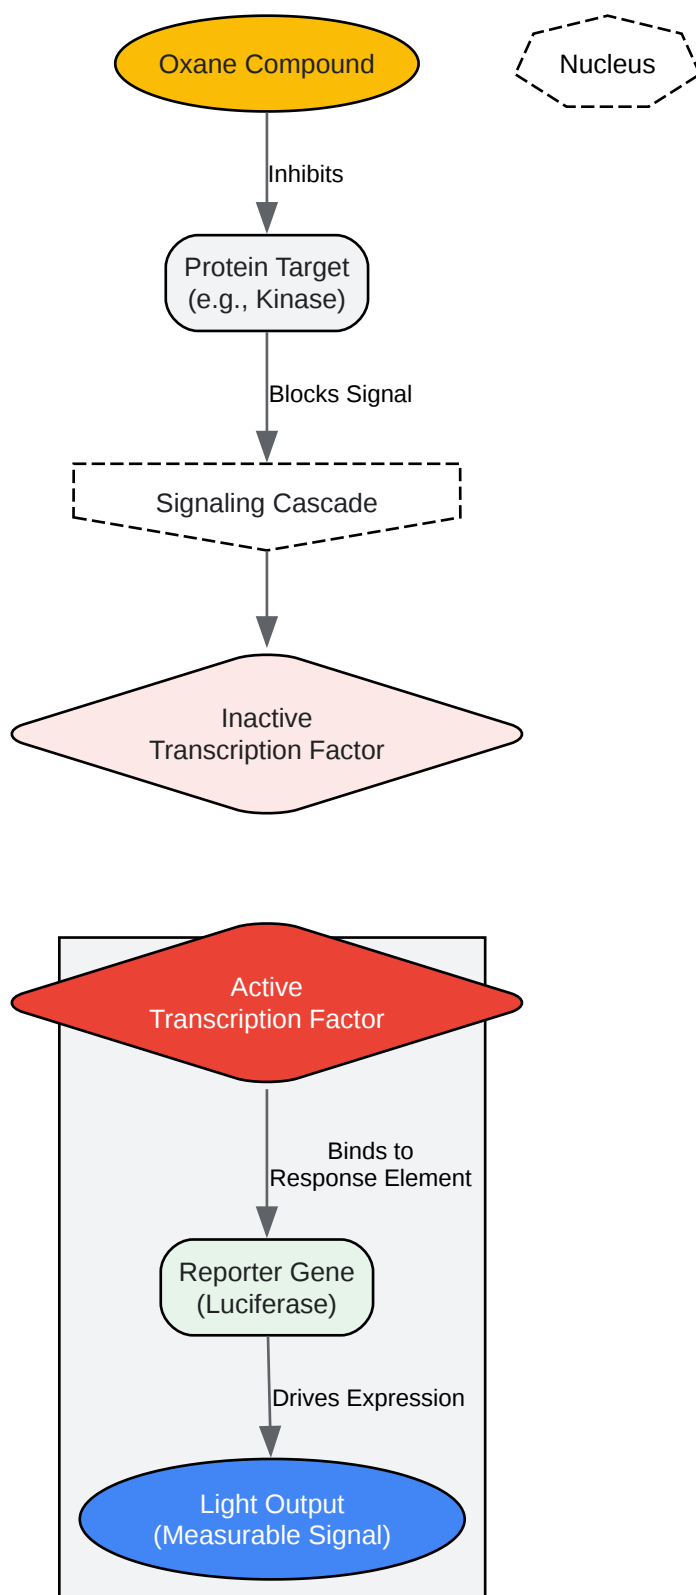 Oxane Compound
Nucleus
Inhibits
Protein Target
(e.g., Kinase)
Blocks Signal
Signaling Cascade
Inactive
Transcription Factor
Active
Transcription Factor
Binds to
Response Element
Reporter Gene
(Luciferase)
Drives Expression
Light Output
(Measurable Signal)